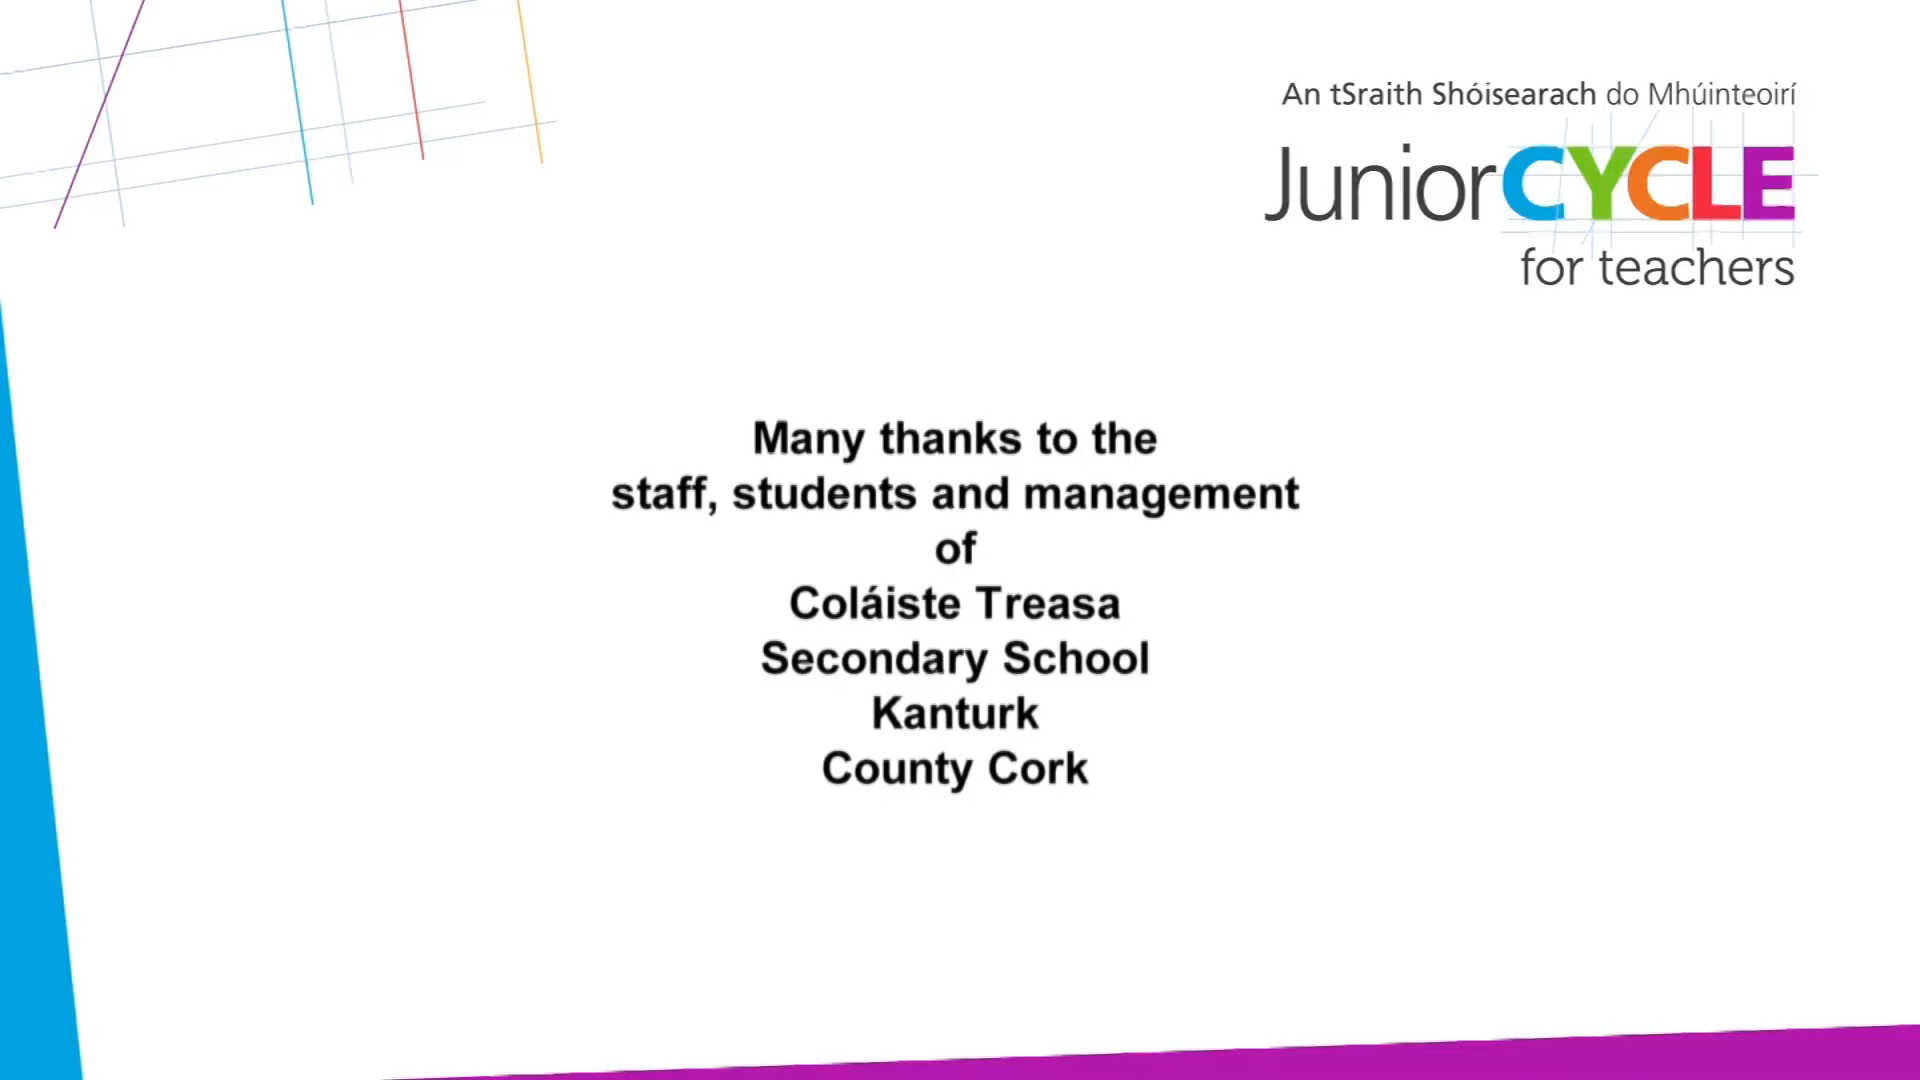 An tSraith Shóisearach do Mhúinteoirí
JuniorCYCLE
for teachers
Many thanks to the
staff, students and management
of
Coláiste Treasa
Secondary School
Kanturk
County Cork